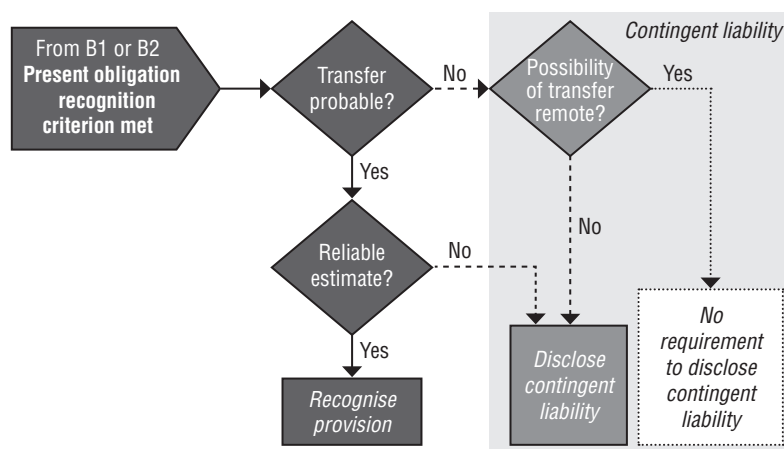 Contingent liability
From B1 or B2
Present obligation
recognition
criterion met
Transfer
probable?
No
Possibility
of transfer
remote?
Yes
Yes
No
Reliable
estimate?
No
Yes
Recognise
provision
Disclose
contingent
liability
No
requirement
to disclose
contingent
liability